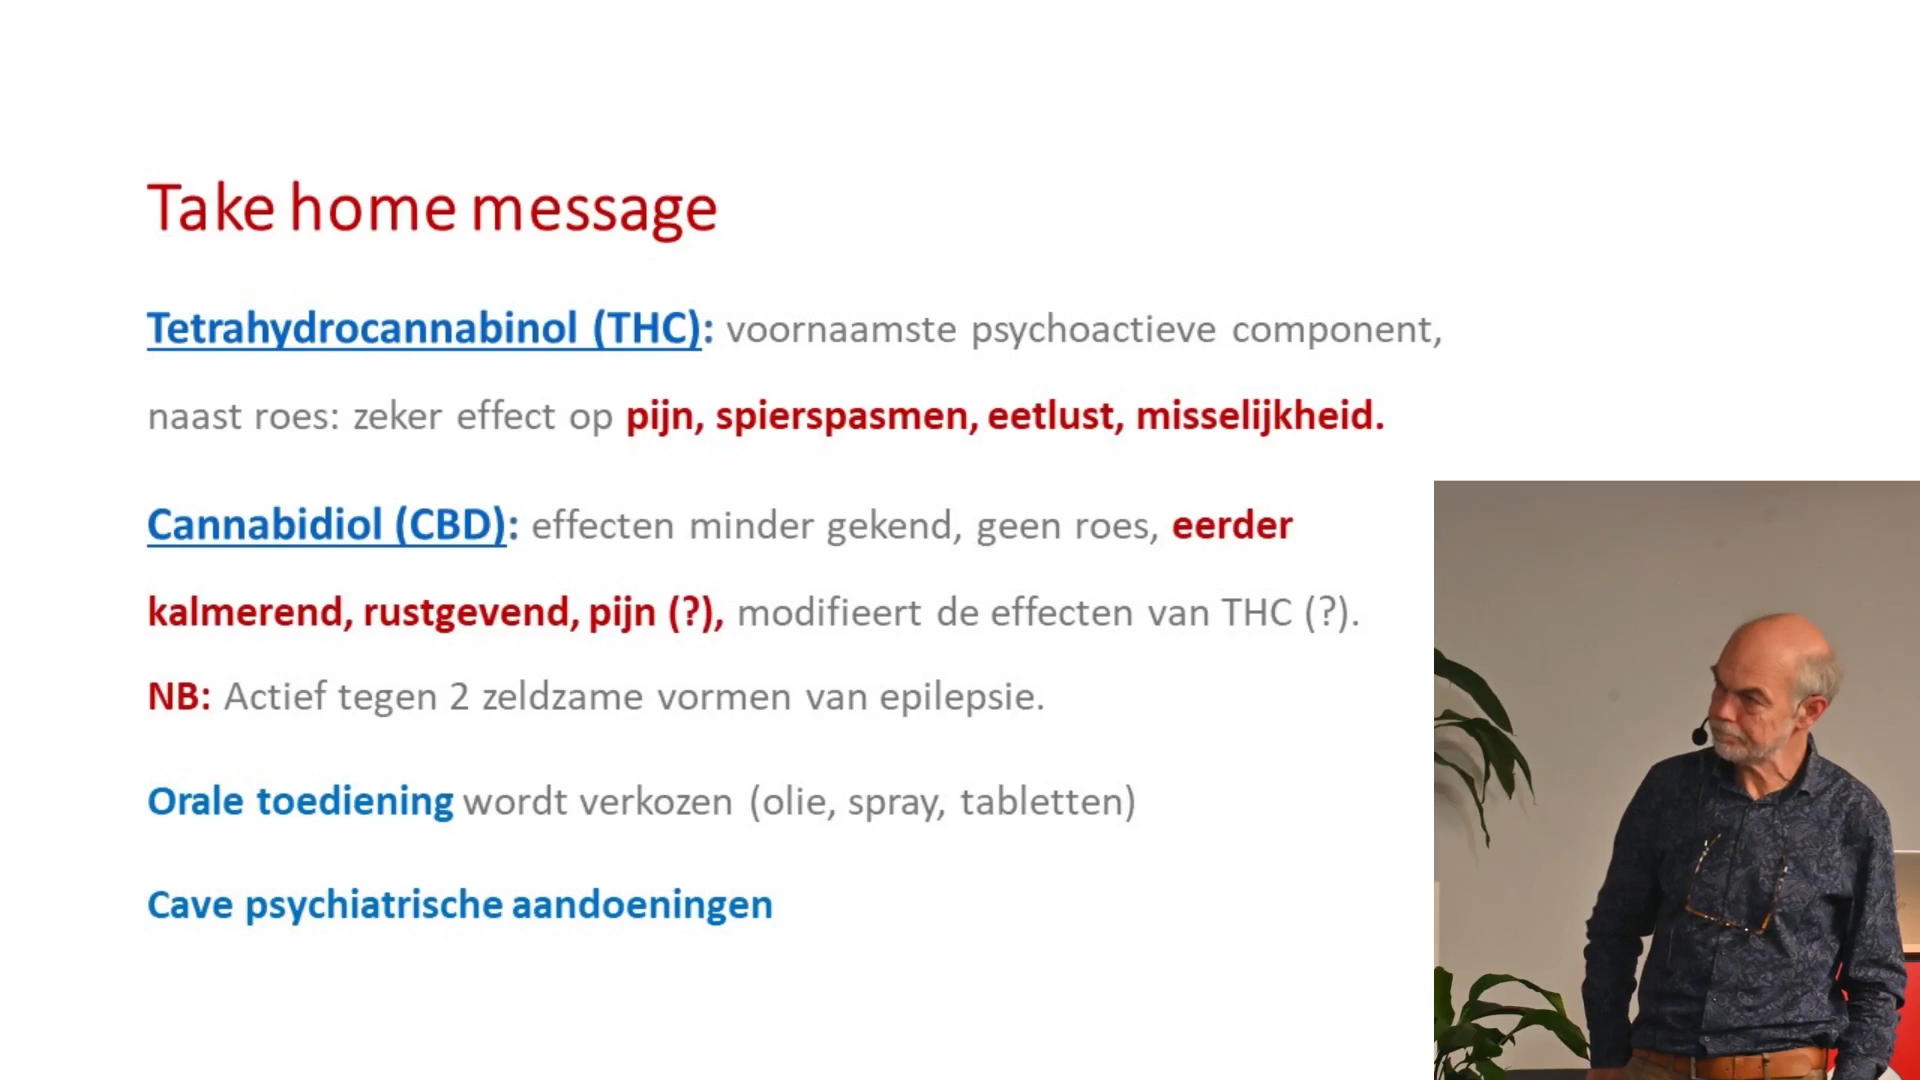 Take home message
Tetrahydrocannabinol (THC): voornaamste psychoactieve component,
naast roes: zeker effect op pijn, spierspasmen, eetlust, misselijkheid.
Cannabidiol (CBD): effecten minder gekend, geen roes, eerder
kalmerend, rustgevend, pijn (?), modifieert de effecten van THC (?).
NB: Actief tegen 2 zeldzame vormen van epilepsie.
Orale toediening wordt verkozen (olie, spray, tabletten)
Cave psychiatrische aandoeningen